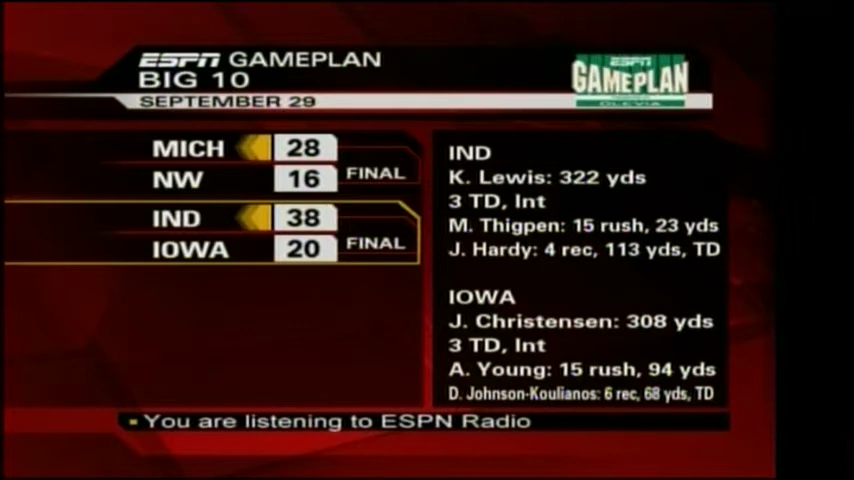 ESPN GAMEPLAN
BIG 10
SEPTEMBER 29
ESPN
GAMEPLAN
OLEVIA
MICH 28
NW 16
FINAL
IND 38
IOWA 20
FINAL
IND
K. Lewis: 322 yds
3 TD, Int
M. Thigpen: 15 rush, 23 yds
J. Hardy: 4 rec, 113 yds, TD
IOWA
J. Christensen: 308 yds
3 TD, Int
A. Young: 15 rush, 94 yds
D. Johnson-Koulianos: 6 rec, 68 yds, TD
You are listening to ESPN Radio